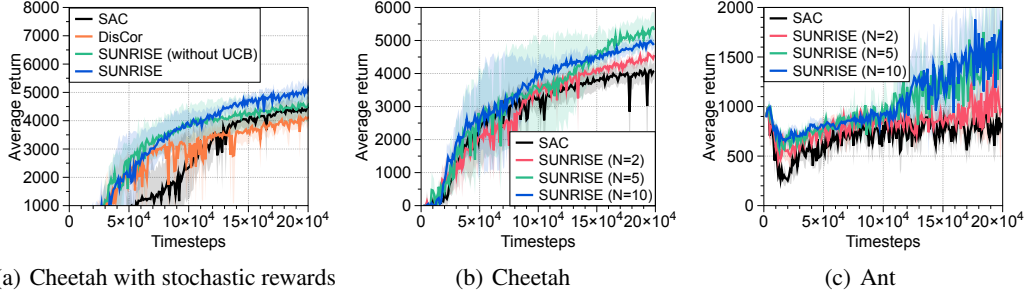 8000
7000
6000
5000
4000
3000
2000
1000
Average return
SAC
DisCor
SUNRISE (without UCB)
SUNRISE
0
5×10⁴
10×10⁴
15×10⁴
20×10⁴
Timesteps
6000
5000
4000
3000
2000
1000
0
Average return
SAC
SUNRISE (N=2)
SUNRISE (N=5)
SUNRISE (N=10)
0
5×10⁴
10×10⁴
15×10⁴
20×10⁴
Timesteps
2000
1500
1000
500
0
Average return
SAC
SUNRISE (N=2)
SUNRISE (N=5)
SUNRISE (N=10)
0
5×10⁴
10×10⁴
15×10⁴
20×10⁴
Timesteps
a) Cheetah with stochastic rewards
(b) Cheetah
(c) Ant